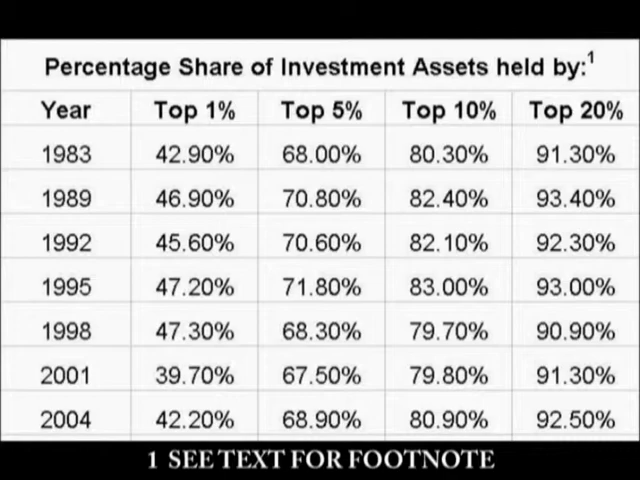 Percentage Share of Investment Assets held by:1
Year Top 1% Top 5% Top 10% Top 20%
1983 42.90% 68.00% 80.30% 91.30%
1989 46.90% 70.80% 82.40% 93.40%
1992 45.60% 70.60% 82.10% 92.30%
1995 47.20% 71.80% 83.00% 93.00%
1998 47.30% 68.30% 79.70% 90.90%
2001 39.70% 67.50% 79.80% 91.30%
2004 42.20% 68.90% 80.90% 92.50%
1 SEE TEXT FOR FOOTNOTE